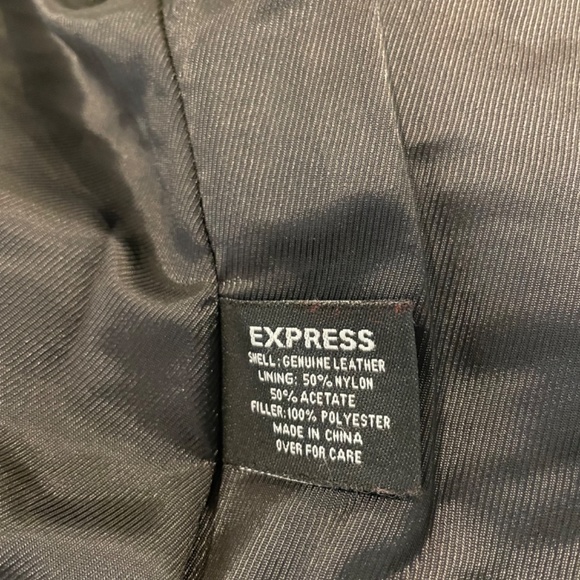 EXPRESS
SHELL: GENUINE LEATHER
LINING: 50% NYLON
50% ACETATE
FILLER:100% POLYESTER
MADE IN CHINA
OVER FOR CARE